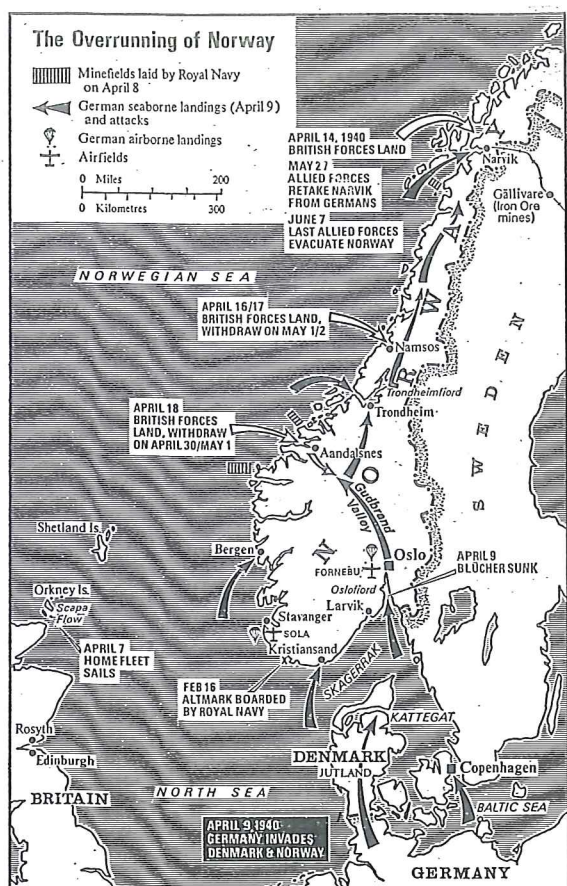 The Overrunning of Norway
Minefields laid by Royal Navy
on April 8
German seaborne landings (April 9)
and attacks
German airborne landings
Airfields
0 Miles 200
0 Kilometres 300
APRIL 14, 1940
BRITISH FORCES LAND
MAY 27
ALLIED FORCES
RETAKE NARVIK
FROM GERMANS
JUNE 7
LAST ALLIED FORCES
EVACUATE NORWAY
Narvik
Gällivare
(Iron Ore
mines)
NORWEGIAN SEA
APRIL 16/17
BRITISH FORCES LAND,
WITHDRAW ON MAY 1/2
Namsos
Trondheimfiord
Trondheim
APRIL 18
BRITISH FORCES
LAND, WITHDRAW
ON APRIL 30/MAY 1
Aandalsnes
Gudbrand
Valley
NORWAY
SWEDEN
Shetland Is.
Bergen
FORNEBU
Oslo
APRIL 9
BLÜCHER SUNK
Oslofiord
Larvik
Orkney Is.
Scapa
Flow
Stavanger
SOLA
Kristiansand
APRIL 7
HOME FLEET
SAILS
FEB 16
ALTMARK BOARDED
BY ROYAL NAVY
SKAGERRAK
KATTEGAT
Rosyth
Edinburgh
DENMARK
JUTLAND
Copenhagen
BRITAIN
NORTH SEA
BALTIC SEA
APRIL 9 1940
GERMANY INVADES
DENMARK & NORWAY
GERMANY